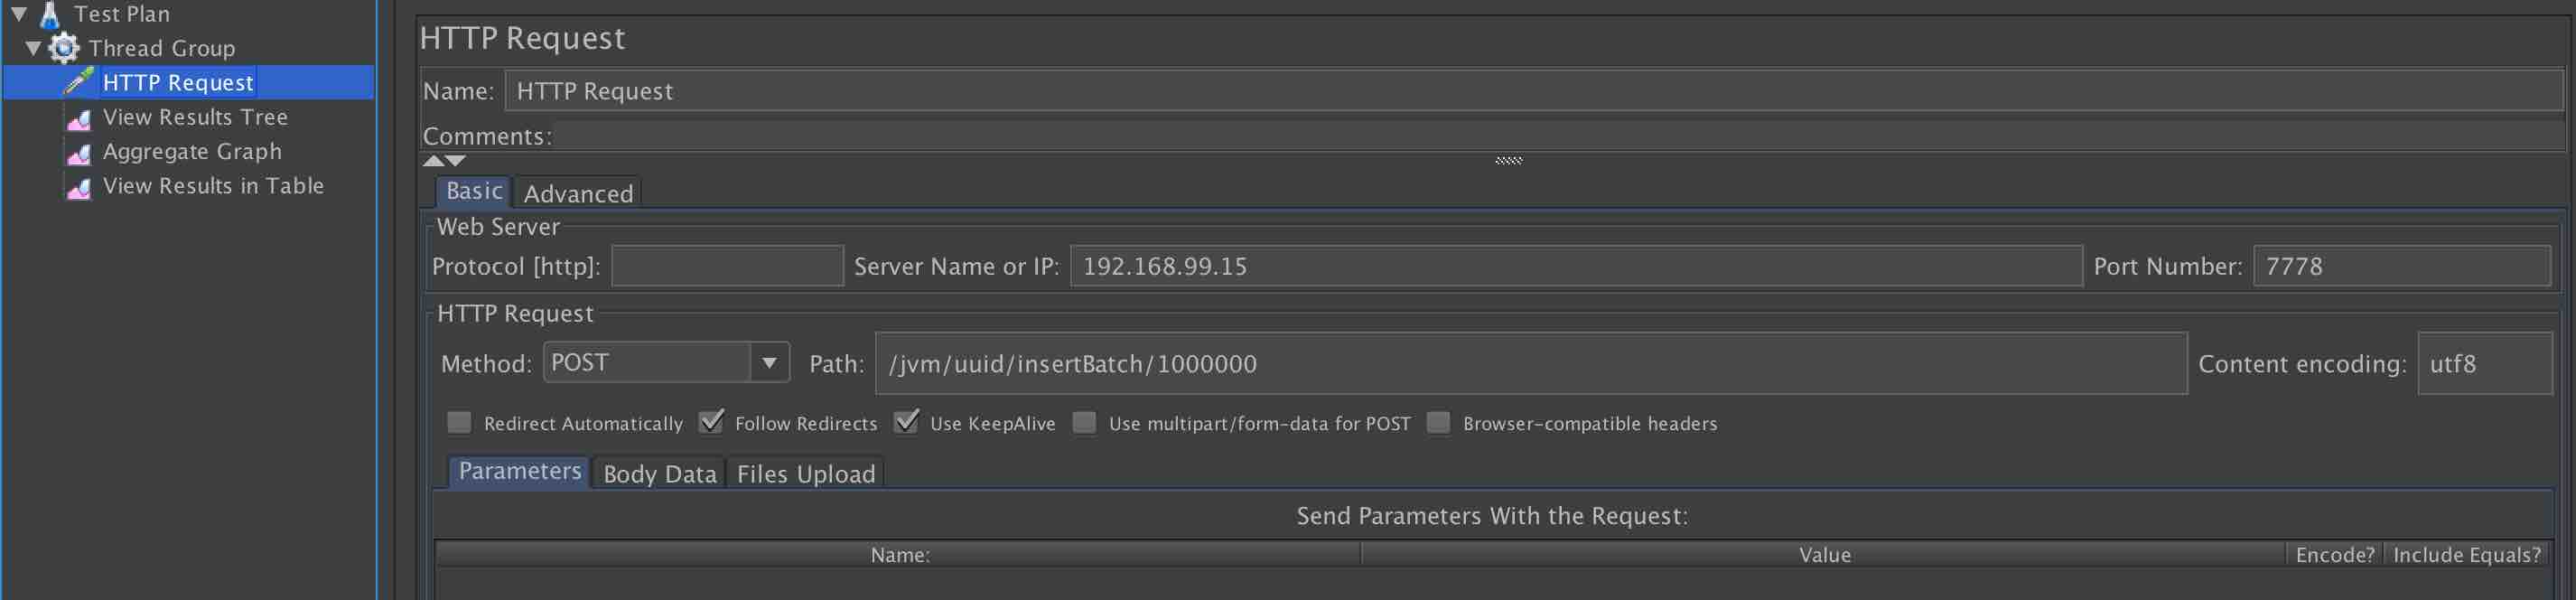 Test Plan
Thread Group
HTTP Request
View Results Tree
Aggregate Graph
View Results in Table
HTTP Request
Name: HTTP Request
Comments:
Basic Advanced
Web Server
Protocol [http]: Server Name or IP: 192.168.99.15 Port Number: 7778
HTTP Request
Method: POST Path: /jvm/uuid/insertBatch/1000000 Content encoding: utf8
Redirect Automatically Follow Redirects Use KeepAlive Use multipart/form-data for POST Browser-compatible headers
Parameters Body Data Files Upload
Send Parameters With the Request:
Name: Value Encode? Include Equals?